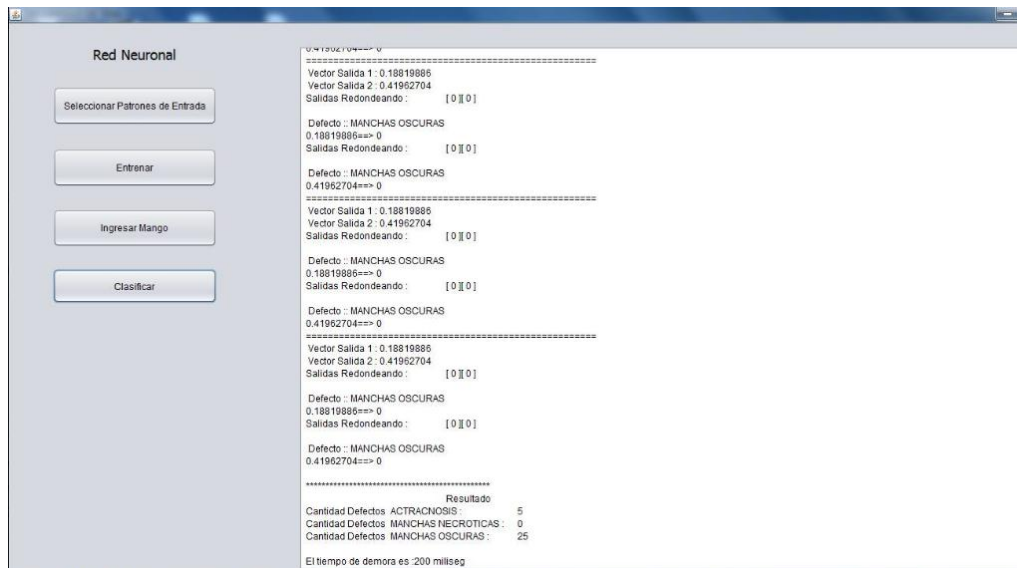 Red Neuronal
Seleccionar Patrones de Entrada
Entrenar
Ingresar Mango
Clasificar
0.41962704==> 0
=====================================================
Vector Salida 1 : 0.18819886
Vector Salida 2 : 0.41962704
Salidas Redondeando : [ 0 ][ 0 ]
Defecto :: MANCHAS OSCURAS
0.18819886==> 0
Salidas Redondeando : [ 0 ][ 0 ]
Defecto :: MANCHAS OSCURAS
0.41962704==> 0
=====================================================
Vector Salida 1 : 0.18819886
Vector Salida 2 : 0.41962704
Salidas Redondeando : [ 0 ][ 0 ]
Defecto :: MANCHAS OSCURAS
0.18819886==> 0
Salidas Redondeando : [ 0 ][ 0 ]
Defecto :: MANCHAS OSCURAS
0.41962704==> 0
=====================================================
Vector Salida 1 : 0.18819886
Vector Salida 2 : 0.41962704
Salidas Redondeando : [ 0 ][ 0 ]
Defecto :: MANCHAS OSCURAS
0.18819886==> 0
Salidas Redondeando : [ 0 ][ 0 ]
Defecto :: MANCHAS OSCURAS
0.41962704==> 0
***********************************************
Resultado
Cantidad Defectos ACTRACNOSIS : 5
Cantidad Defectos MANCHAS NECROTICAS : 0
Cantidad Defectos MANCHAS OSCURAS : 25
El tiempo de demora es :200 miliseg